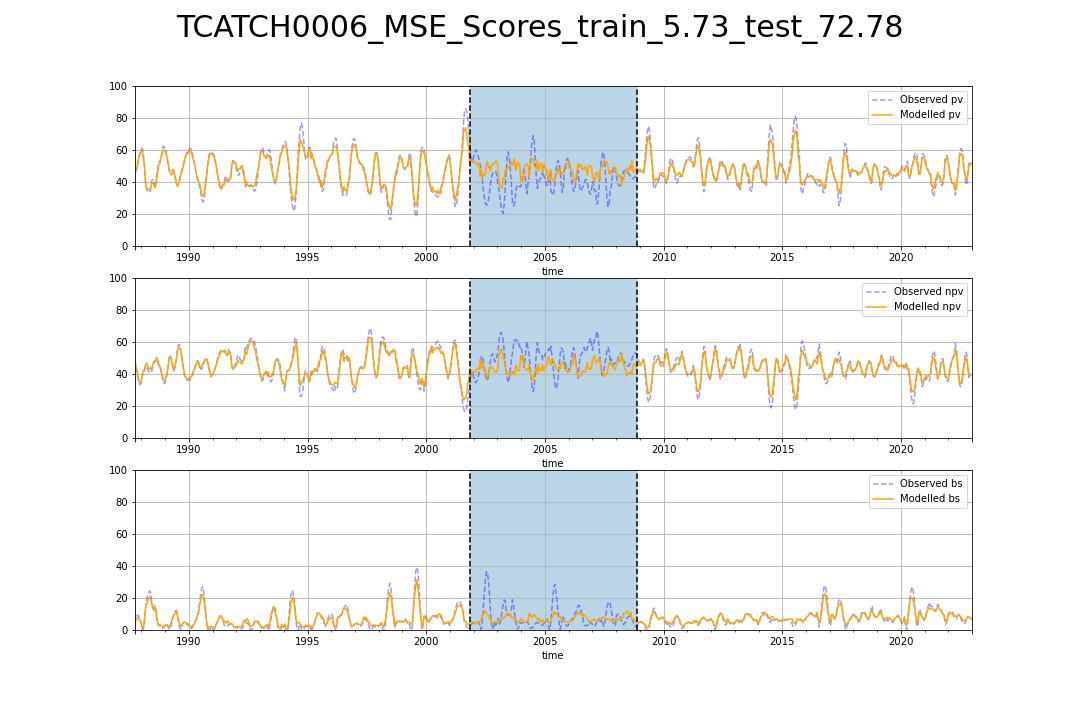 TCATCH0006_MSE_Scores_train_5.73_test_72.78
100
80
60
40
20
0
Observed pv
Modelled pv
1990 1995 2000 2005 2010 2015 2020
time
100
80
60
40
20
0
Observed npv
Modelled npv
1990 1995 2000 2005 2010 2015 2020
time
100
80
60
40
20
0
Observed bs
Modelled bs
1990 1995 2000 2005 2010 2015 2020
time